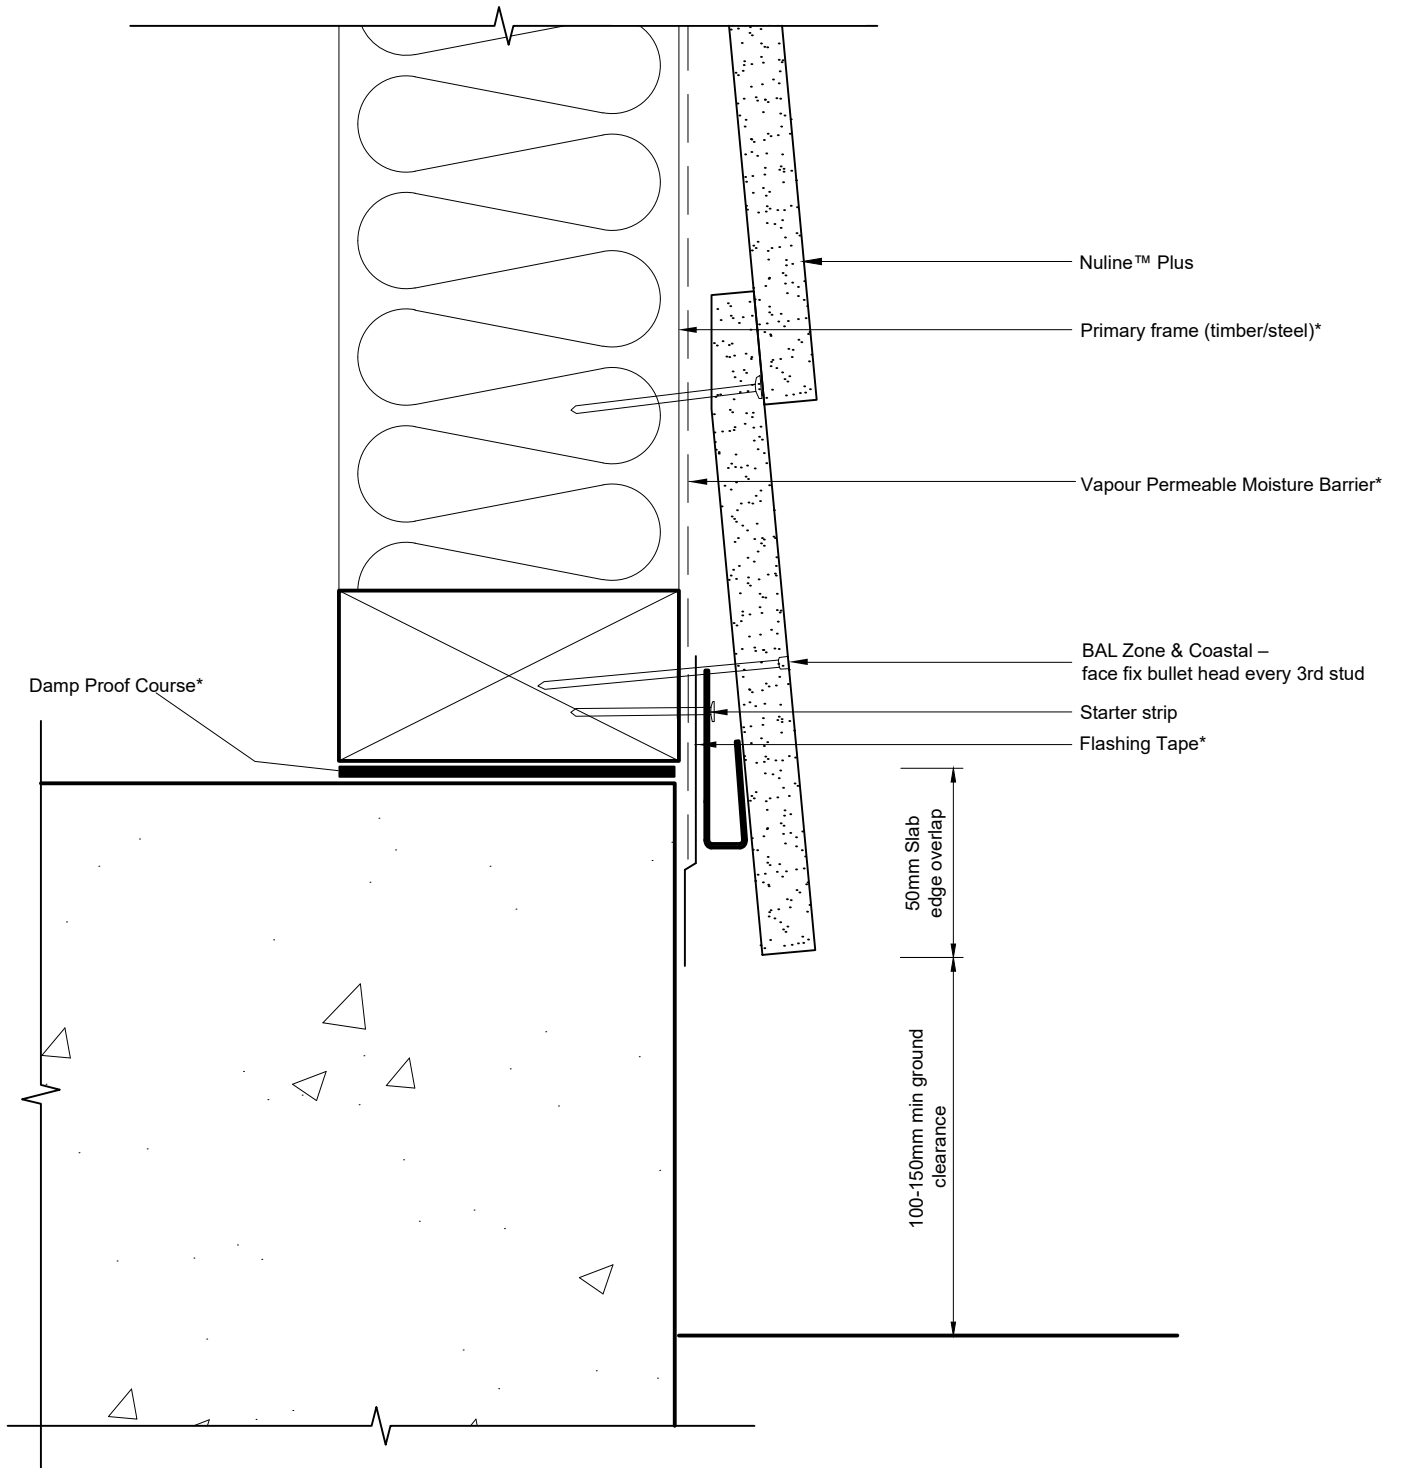 Nuline™ Plus
Primary frame (timber/steel)*
Vapour Permeable Moisture Barrier*
BAL Zone & Coastal –
face fix bullet head every 3rd stud
Damp Proof Course*
Starter strip
Flashing Tape*
50mm Slab
edge overlap
100-150mm min ground
clearance